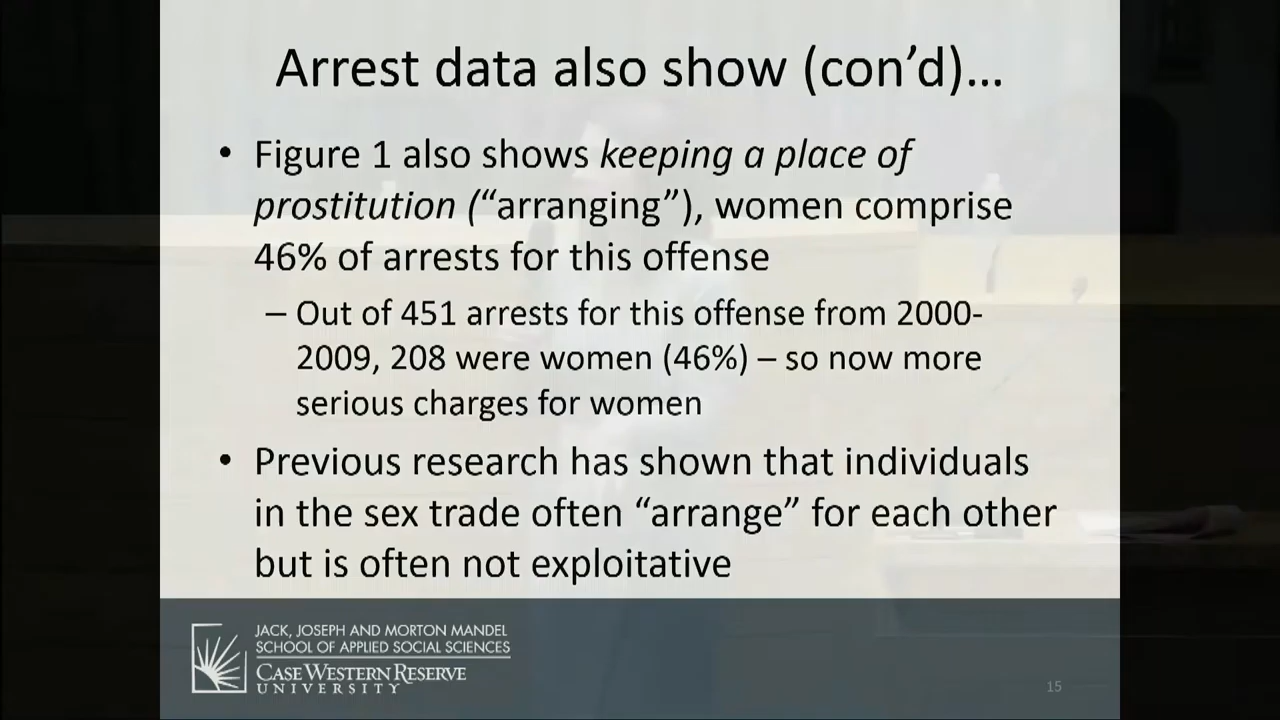 Arrest data also show (con’d)…
• Figure 1 also shows keeping a place of
prostitution (“arranging”), women comprise
46% of arrests for this offense
– Out of 451 arrests for this offense from 2000-
2009, 208 were women (46%) – so now more
serious charges for women
• Previous research has shown that individuals
in the sex trade often “arrange” for each other
but is often not exploitative
JACK, JOSEPH AND MORTON MANDEL
SCHOOL OF APPLIED SOCIAL SCIENCES
CASE WESTERN RESERVE
UNIVERSITY
15